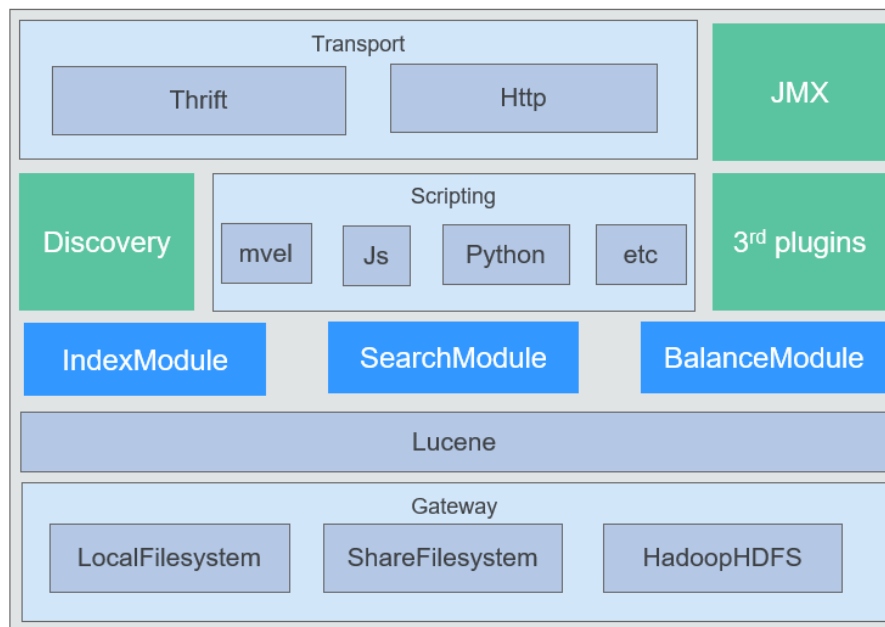 Transport
Thrift
Http
JMX
Discovery
Scripting
mvel
Js
Python
etc
3rd plugins
IndexModule
SearchModule
BalanceModule
Lucene
Gateway
LocalFilesystem
ShareFilesystem
HadoopHDFS